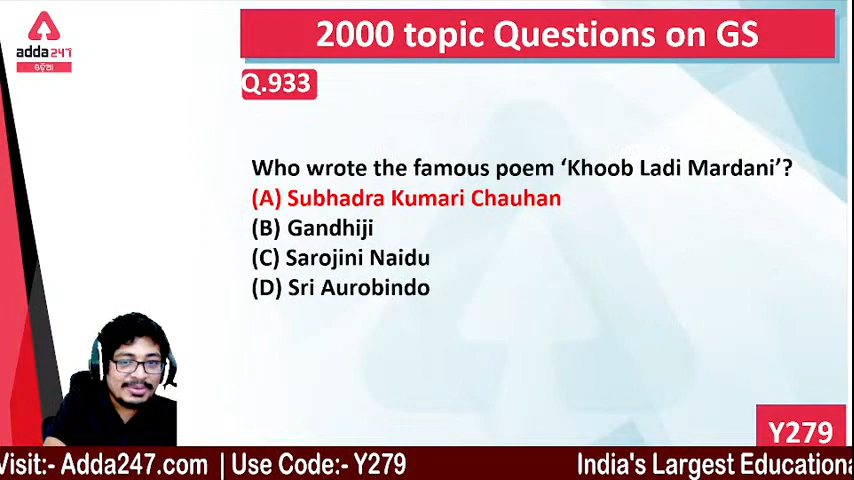 adda247
ଓଡ଼ିଆ
2000 topic Questions on GS
Q.933
Who wrote the famous poem ‘Khoob Ladi Mardani’?
(A) Subhadra Kumari Chauhan
(B) Gandhiji
(C) Sarojini Naidu
(D) Sri Aurobindo
Y279
Visit:- Adda247.com | Use Code:- Y279 India's Largest Educationa